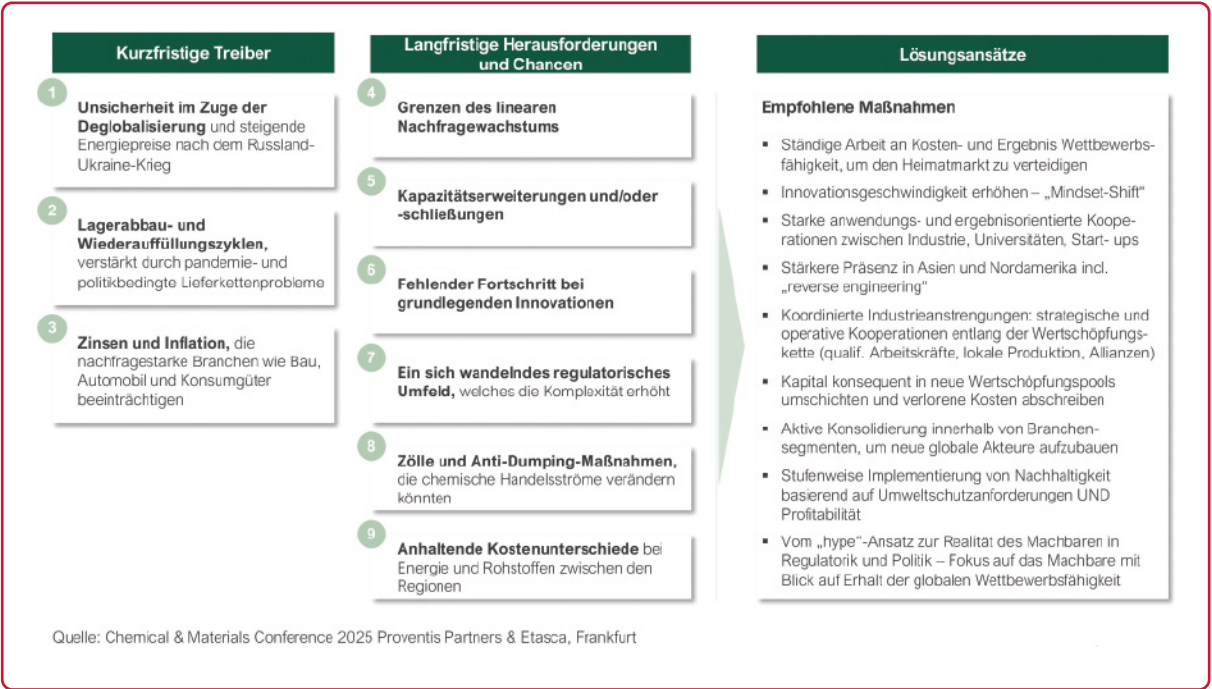 Kurzfristige Treiber
1
Unsicherheit im Zuge der
Deglobalisierung und steigende
Energiepreise nach dem Russland-
Ukraine-Krieg
2
Lagerabbau- und
Wiederauffüllungszyklen,
verstärkt durch pandemie- und
politikbedingte Lieferkettenprobleme
3
Zinsen und Inflation, die
nachfragestarke Branchen wie Bau,
Automobil und Konsumgüter
beeinträchtigen
Langfristige Herausforderungen
und Chancen
4
Grenzen des linearen
Nachfragewachstums
5
Kapazitätserweiterungen und/oder
-schließungen
6
Fehlender Fortschritt bei
grundlegenden Innovationen
7
Ein sich wandelndes regulatorisches
Umfeld, welches die Komplexität erhöht
8
Zölle und Anti-Dumping-Maßnahmen,
die chemische Handelsströme verändern
könnten
9
Anhaltende Kostenunterschiede bei
Energie und Rohstoffen zwischen den
Regionen
Lösungsansätze
Empfohlene Maßnahmen
▪ Ständige Arbeit an Kosten- und Ergebnis Wettbewerbs-
fähigkeit, um den Heimatmarkt zu verteidigen
▪ Innovationsgeschwindigkeit erhöhen – „Mindset-Shift“
▪ Starke anwendungs- und ergebnisorientierte Koope-
rationen zwischen Industrie, Universitäten, Start- ups
▪ Stärkere Präsenz in Asien und Nordamerika incl.
„reverse engineering“
▪ Koordinierte Industrieanstrengungen: strategische und
operative Kooperationen entlang der Wertschöpfungs-
kette (qualif. Arbeitskräfte, lokale Produktion, Allianzen)
▪ Kapital konsequent in neue Wertschöpfungspools
umschichten und verlorene Kosten abschreiben
▪ Aktive Konsolidierung innerhalb von Branchen-
segmenten, um neue globale Akteure aufzubauen
▪ Stufenweise Implementierung von Nachhaltigkeit
basierend auf Umweltschutzanforderungen UND
Profitabilität
▪ Vom „hype“-Ansatz zur Realität des Machbaren in
Regulatorik und Politik – Fokus auf das Machbare mit
Blick auf Erhalt der globalen Wettbewerbsfähigkeit
Quelle: Chemical & Materials Conference 2025 Proventis Partners & Etasca, Frankfurt